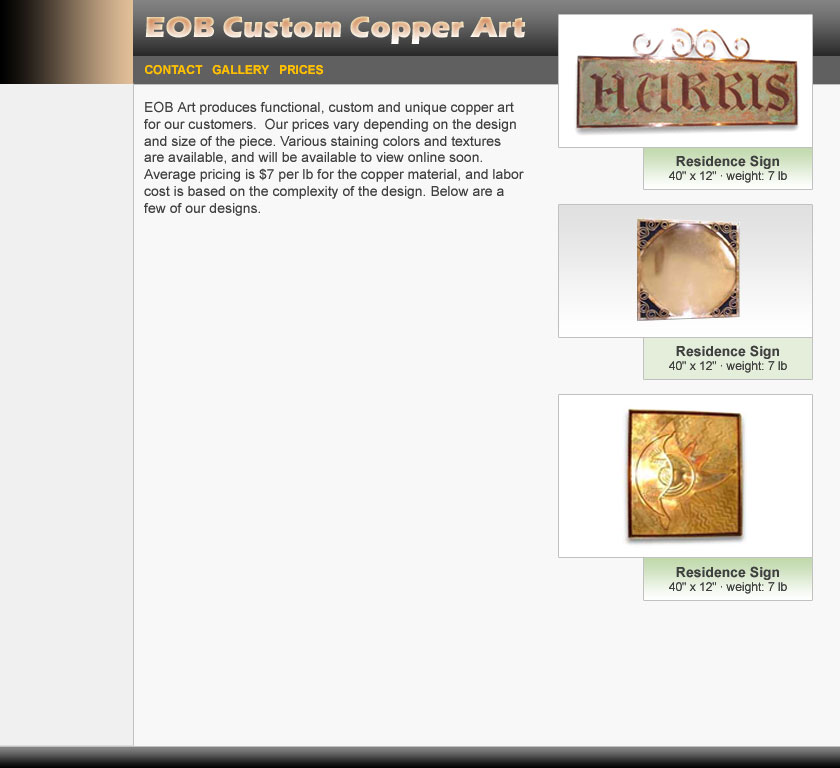 EOB Custom Copper Art
CONTACT GALLERY PRICES
EOB Art produces functional, custom and unique copper art
for our customers.  Our prices vary depending on the design
and size of the piece. Various staining colors and textures
are available, and will be available to view online soon.
Average pricing is $7 per lb for the copper material, and labor
cost is based on the complexity of the design. Below are a
few of our designs.
HARRIS
Residence Sign
40" x 12" · weight: 7 lb
Residence Sign
40" x 12" · weight: 7 lb
Residence Sign
40" x 12" · weight: 7 lb